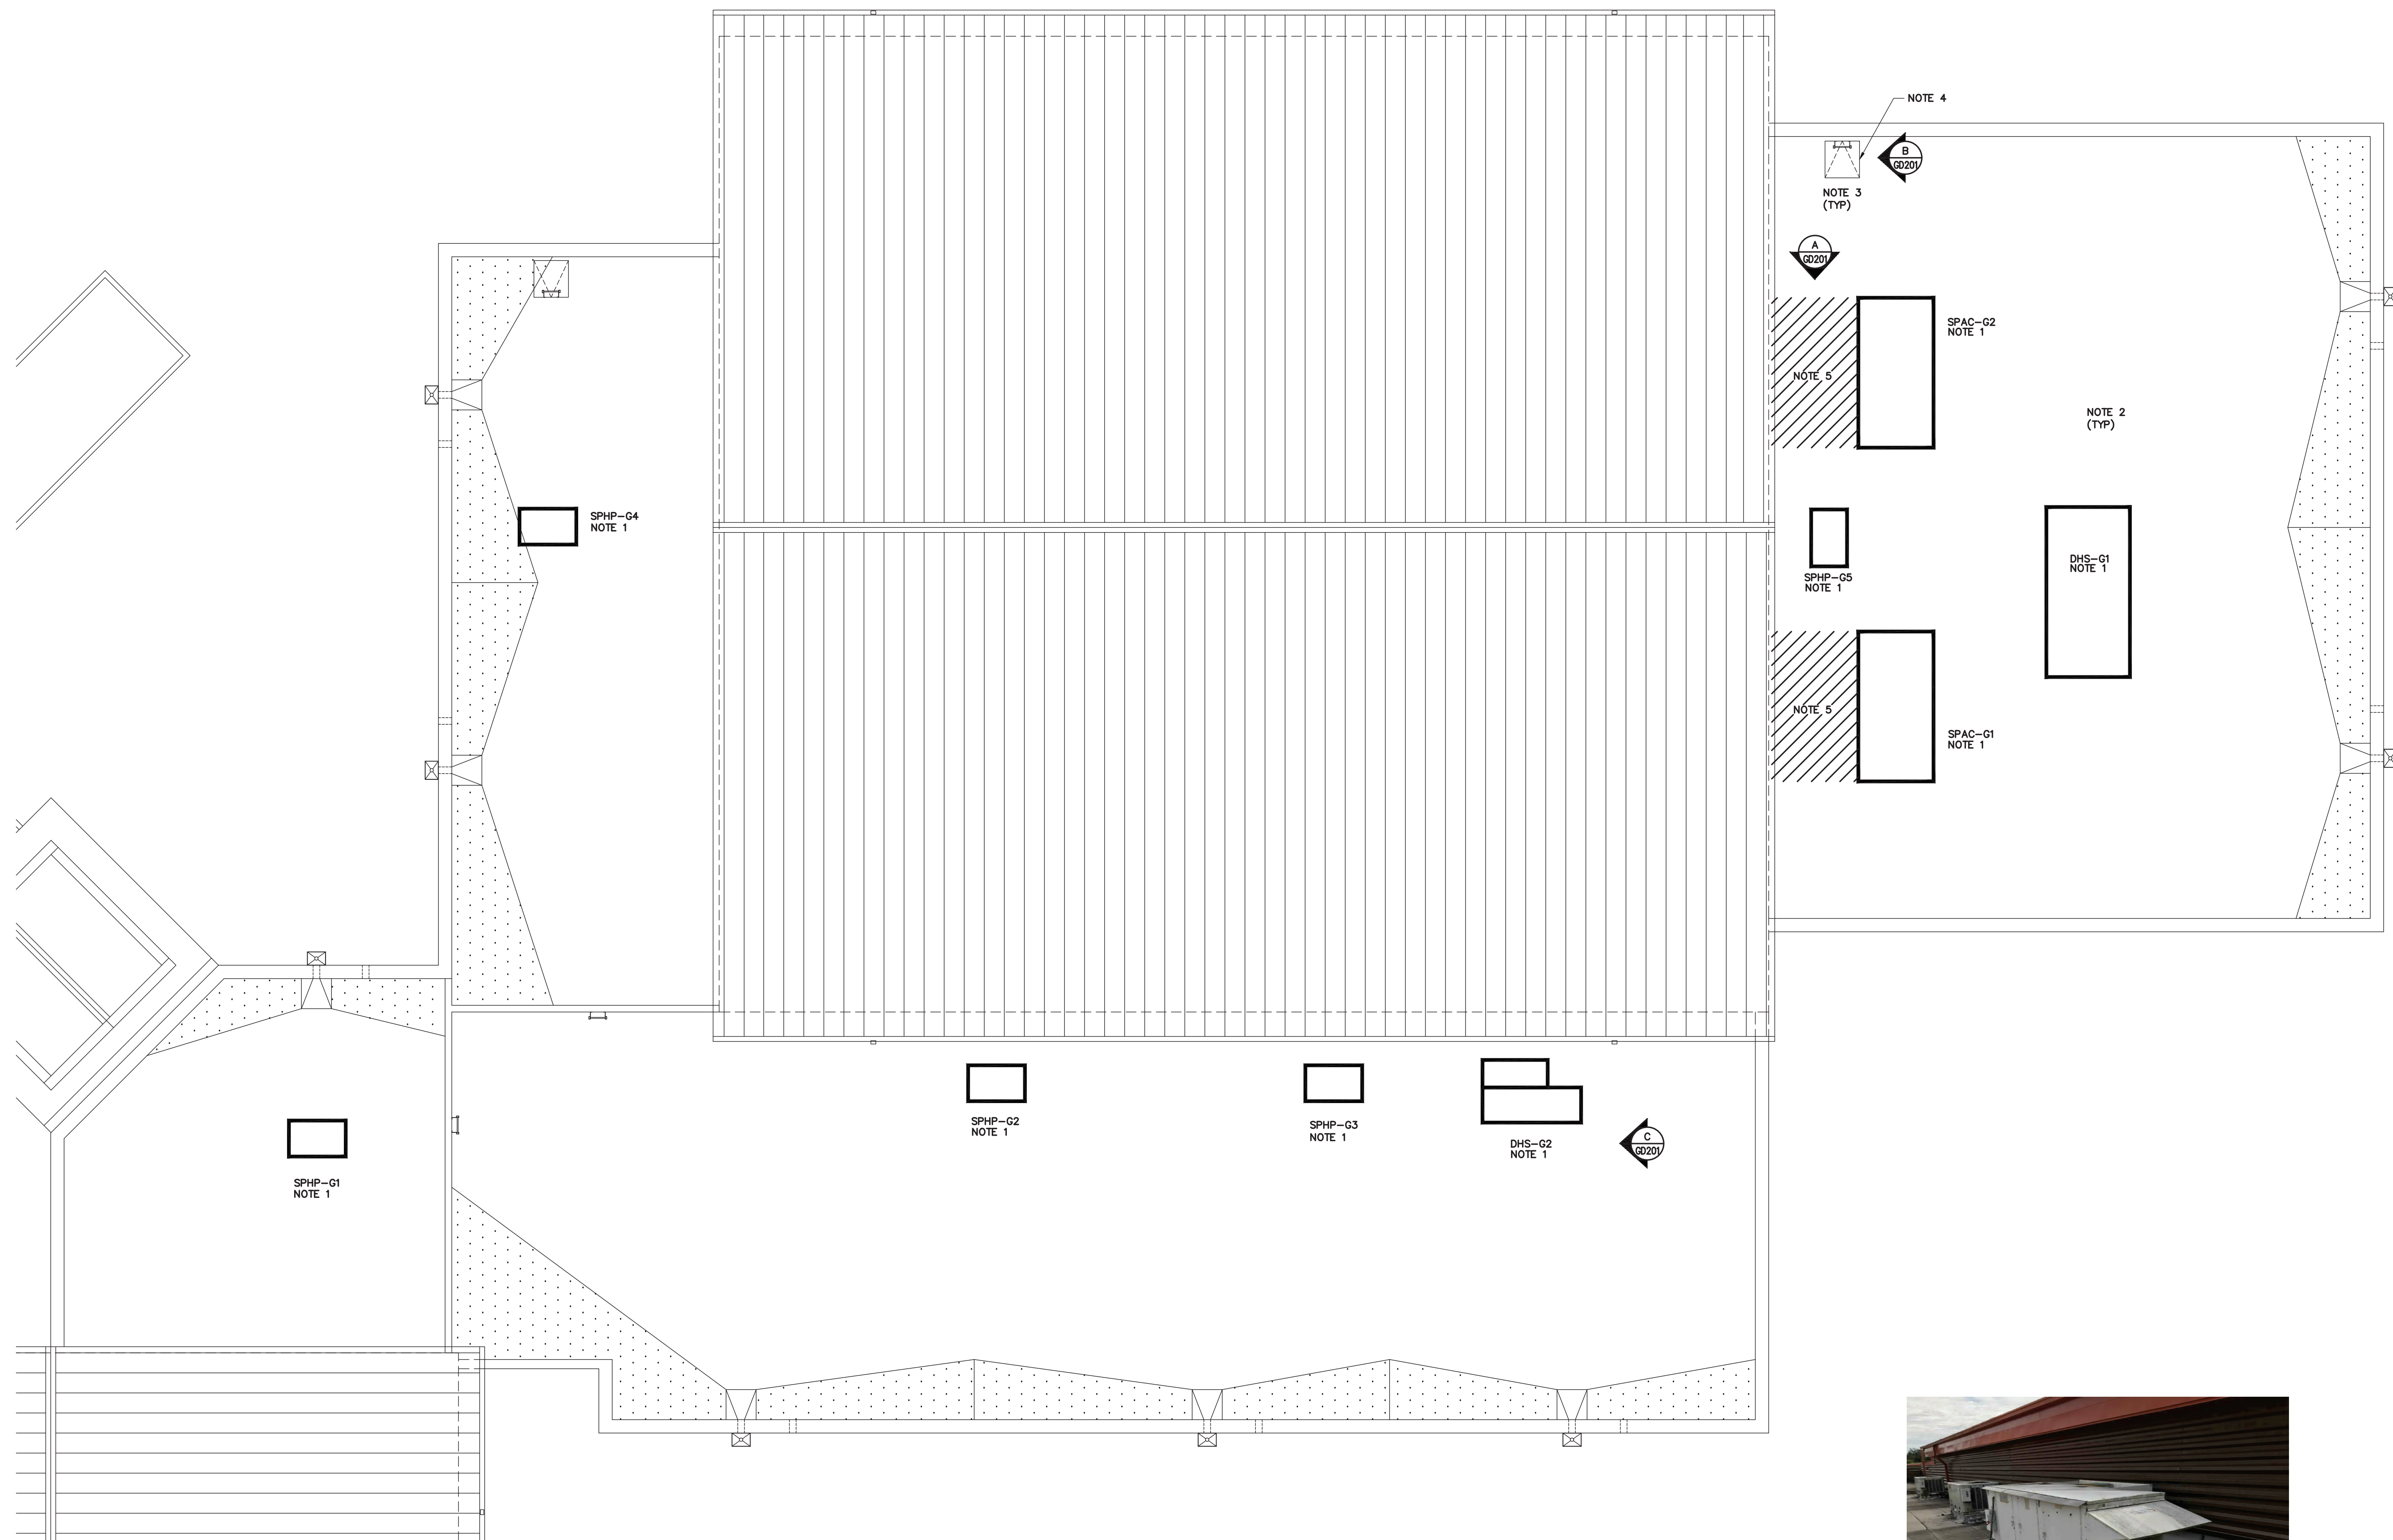 NOTE 4
B
GD201
NOTE 3
(TYP)
A
GD201
SPAC-G2
NOTE 1
NOTE 5
NOTE 2
(TYP)
SPHP-G4
NOTE 1
DHS-G1
NOTE 1
SPHP-G5
NOTE 1
NOTE 5
SPAC-G1
NOTE 1
SPHP-G2
NOTE 1
SPHP-G3
NOTE 1
DHS-G2
NOTE 1
C
GD201
SPHP-G1
NOTE 1